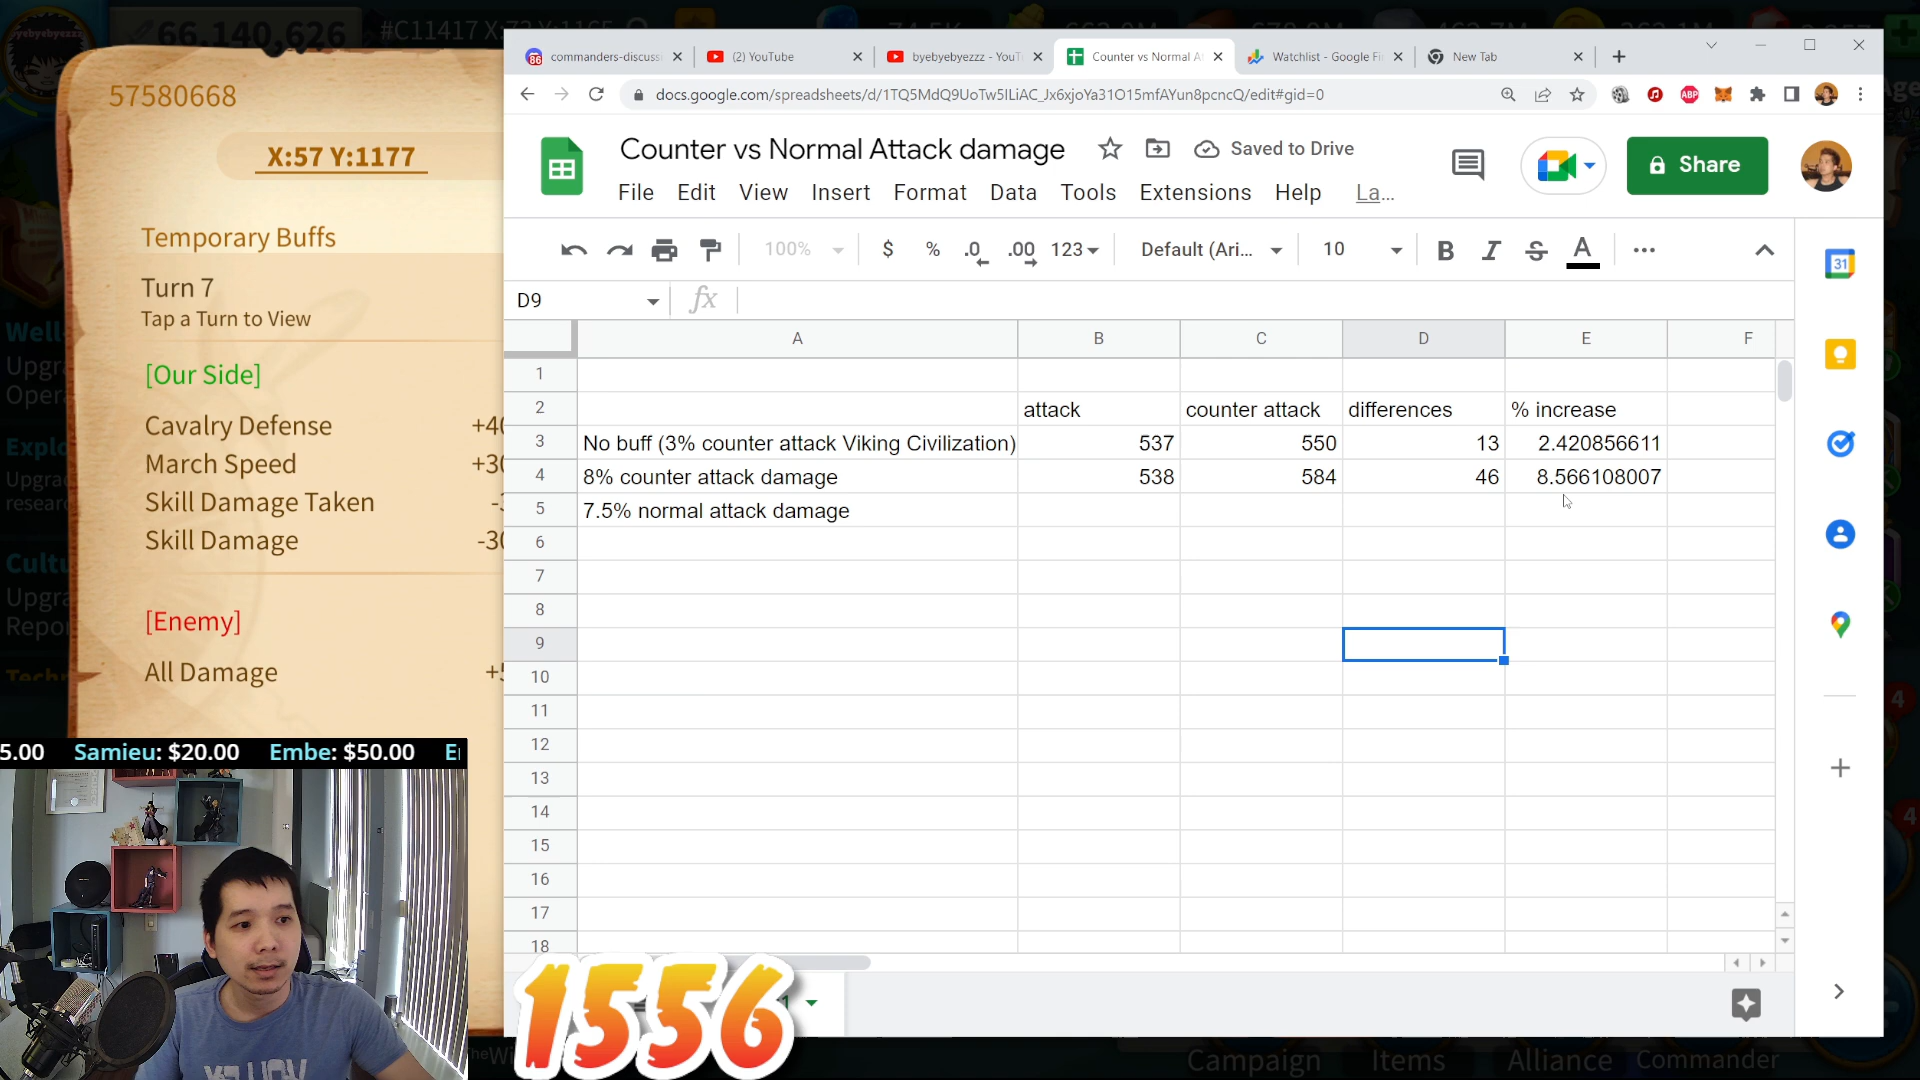 66,140,626
57580668
X:57 Y:1177
Temporary Buffs
Turn 7
Tap a Turn to View
[Our Side]
Cavalry Defense
March Speed
Skill Damage Taken
Skill Damage
[Enemy]
All Damage
5.00 Samieu: $20.00 Embe: $50.00
commanders-discuss
(2) YouTube
byebyebyezzz - YouT
Counter vs Normal A
Watchlist - Google Fi
New Tab
docs.google.com/spreadsheets/d/1TQ5MdQ9UoTw5ILiAC_Jx6xjoYa31O15mfAYun8pcncQ/edit#gid=0
Counter vs Normal Attack damage
Saved to Drive
Share
File Edit View Insert Format Data Tools Extensions Help La...
100% $ % .0 .00 123 Default (Ari... 10 B I S A
D9 fx
A B C D E F
1
2 attack counter attack differences % increase
3 No buff (3% counter attack Viking Civilization) 537 550 13 2.420856611
4 8% counter attack damage 538 584 46 8.566108007
5 7.5% normal attack damage
6
7
8
9
10
11
12
13
14
15
16
17
18
1556
Campaign Items Alliance Commander